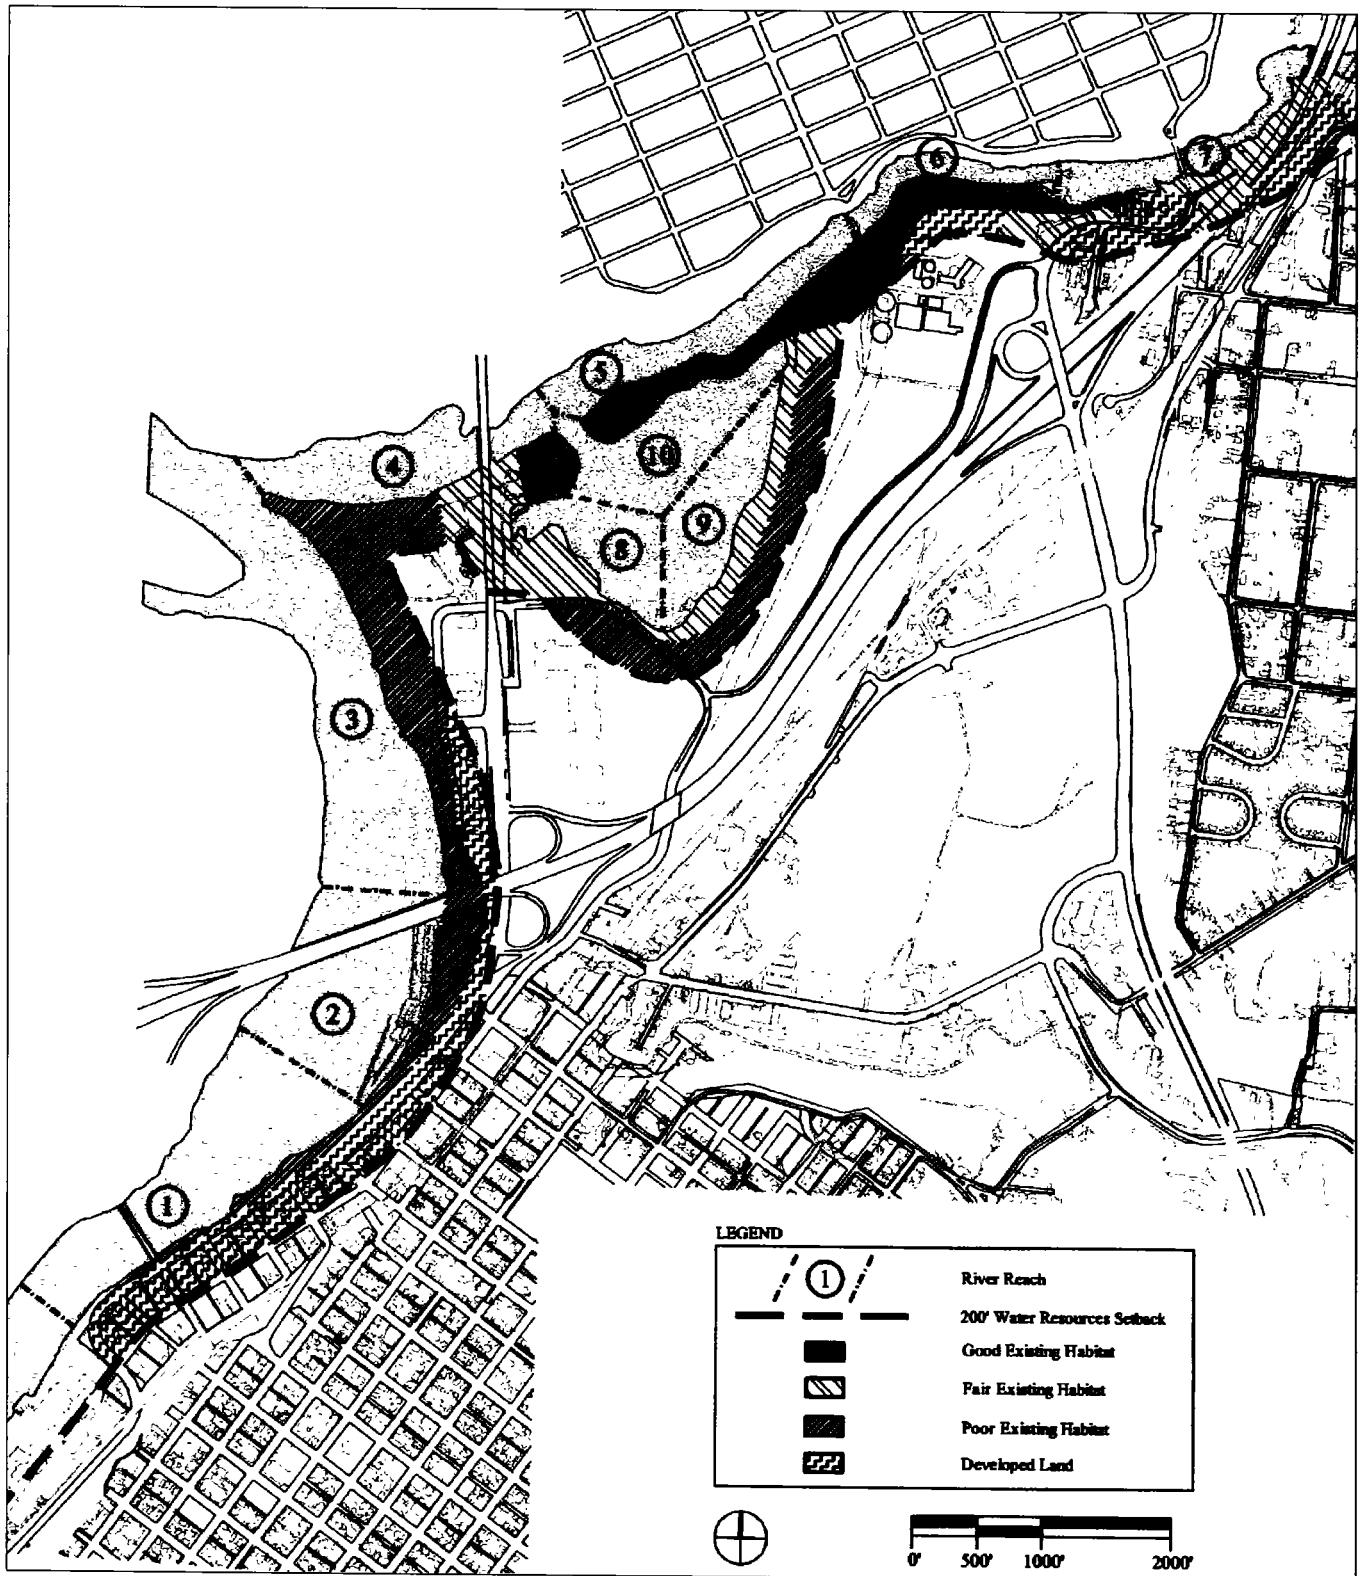 7
6
5
10
4
9
8
3
2
1
LEGEND
1 River Reach
200' Water Resources Setback
Good Existing Habitat
Fair Existing Habitat
Poor Existing Habitat
Developed Land
0' 500' 1000' 2000'